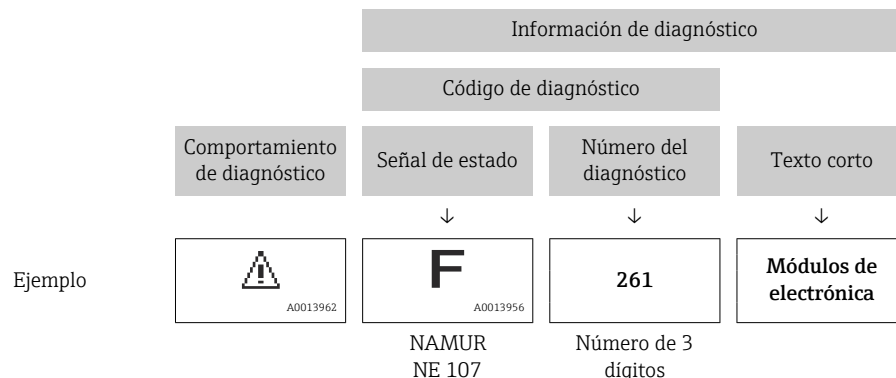 Información de diagnóstico
Código de diagnóstico
Comportamiento
de diagnóstico
Señal de estado
Número del
diagnóstico
Texto corto
↓ ↓ ↓
Ejemplo
A0013962
F
A0013956
261
Módulos de
electrónica
NAMUR
NE 107
Número de 3
dígitos